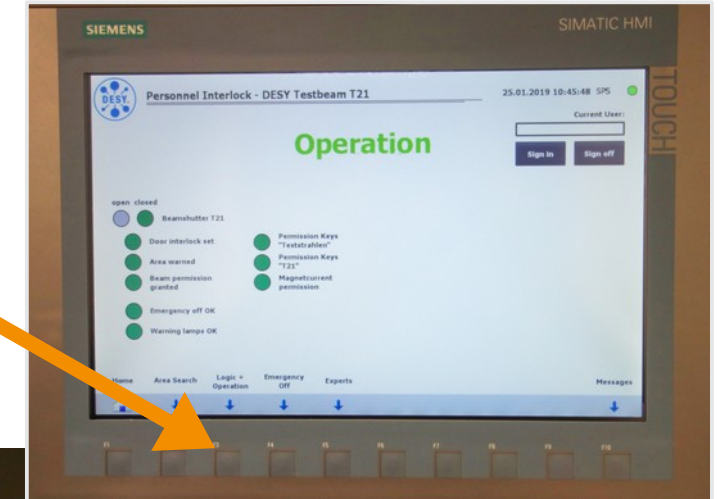 SIEMENS
SIMATIC HMI
TOUCH
DESY.
Personnel Interlock - DESY Testbeam T21
25.01.2019 10:45:48 SPS
Current User:
Operation
Sign in
Sign off
open closed
Beamshutter T21
Door interlock set
Permission Keys
"Teststrahlen"
Area warned
Permission Keys
"T21"
Beam permission
granted
Magnetcurrent
permission
Emergency off OK
Warning lamps OK
Home
Area Search
Logic +
Operation
Emergency
Off
Experts
Messages
F1
F3
F4
F5
F6
F7
F8
F9
F10